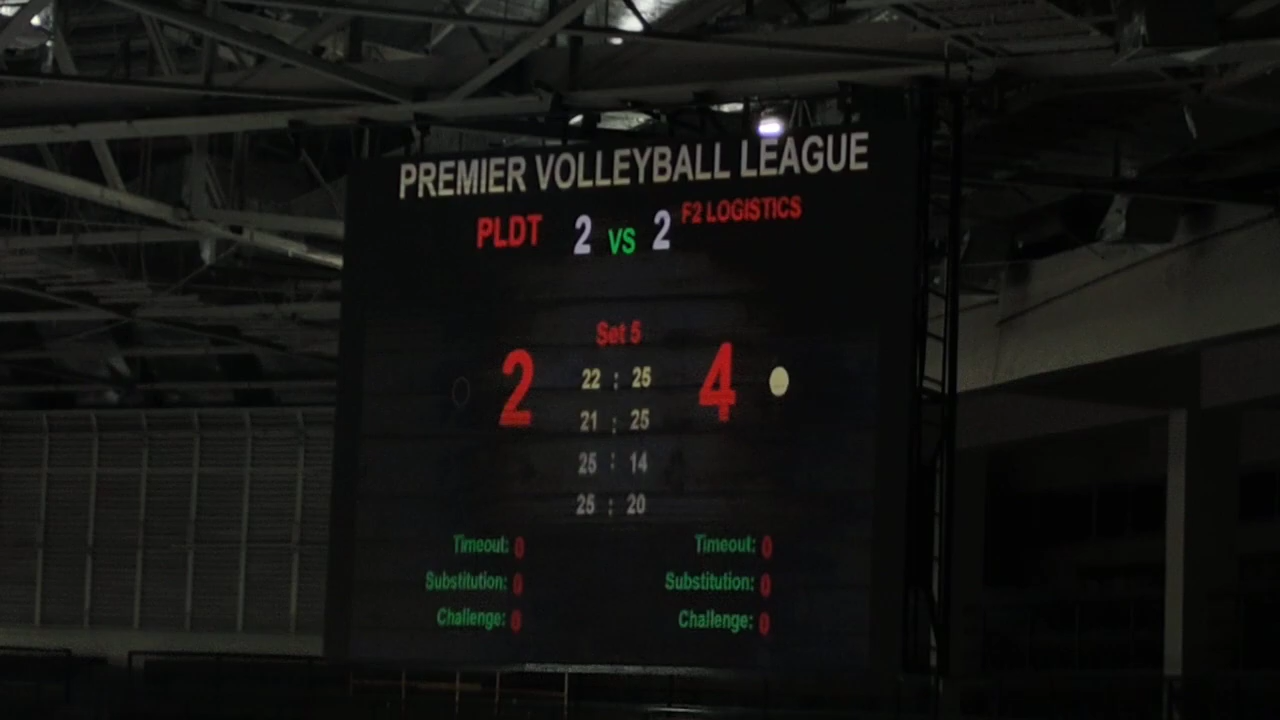 PREMIER VOLLEYBALL LEAGUE
PLDT 2 VS 2 F2 LOGISTICS
Set 5
2 22 : 25 4
21 : 25
25 : 14
25 : 20
Timeout: 0 Timeout: 0
Substitution: 0 Substitution: 0
Challenge: 0 Challenge: 0